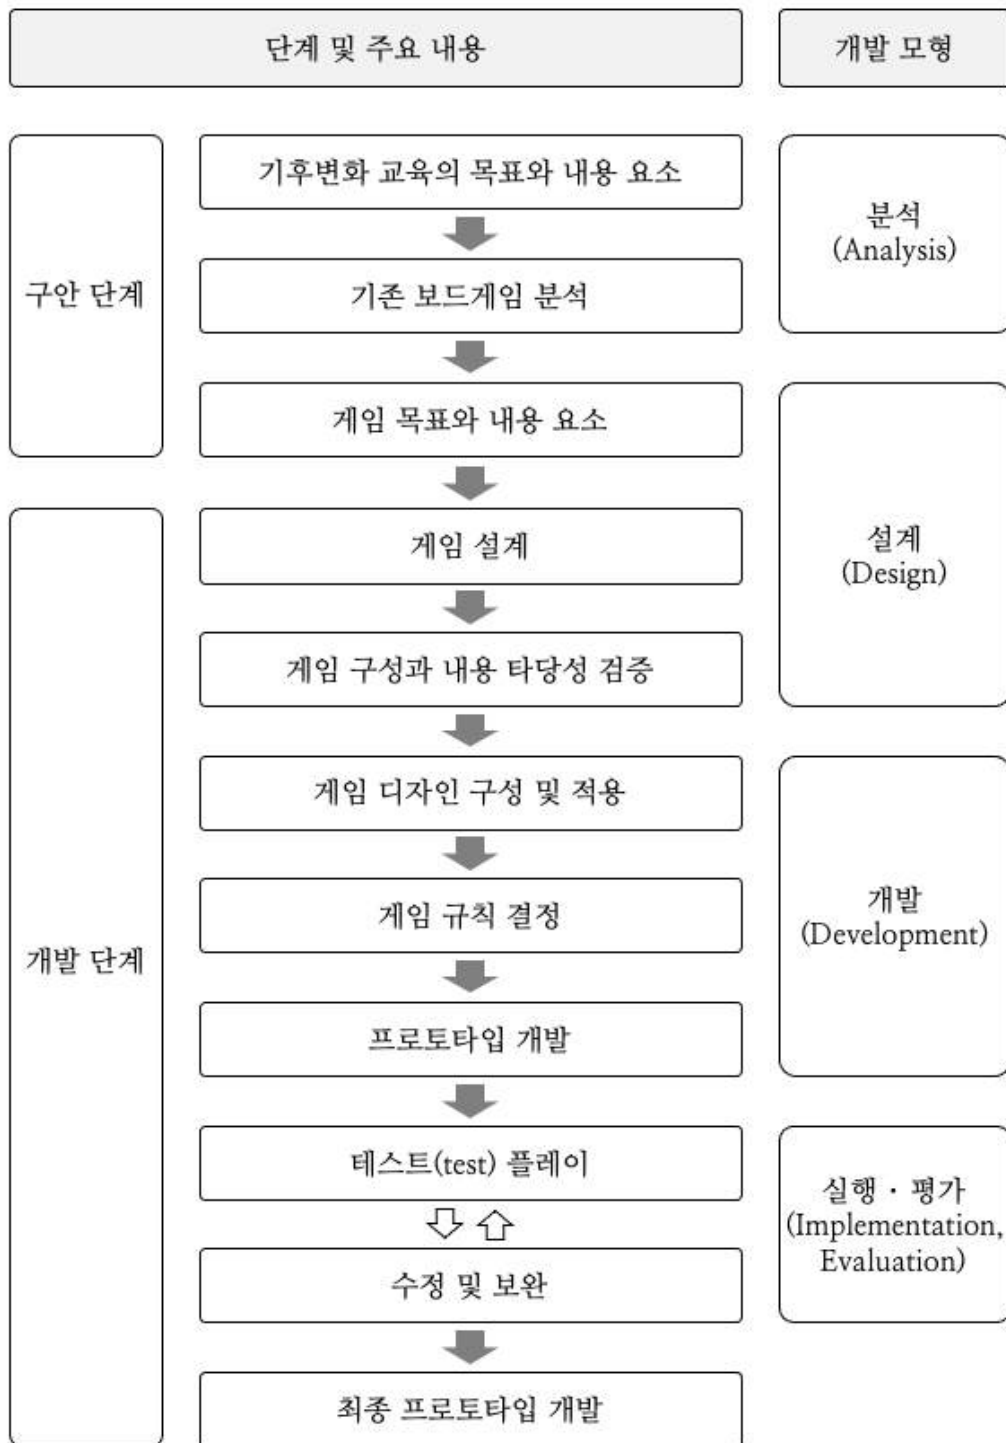 단계 및 주요 내용
개발 모형
구안 단계
기후변화 교육의 목표와 내용 요소
기존 보드게임 분석
게임 목표와 내용 요소
분석
(Analysis)
설계
(Design)
개발 단계
게임 설계
게임 구성과 내용 타당성 검증
게임 디자인 구성 및 적용
게임 규칙 결정
프로토타입 개발
테스트(test) 플레이
수정 및 보완
최종 프로토타입 개발
개발
(Development)
실행 · 평가
(Implementation,
Evaluation)